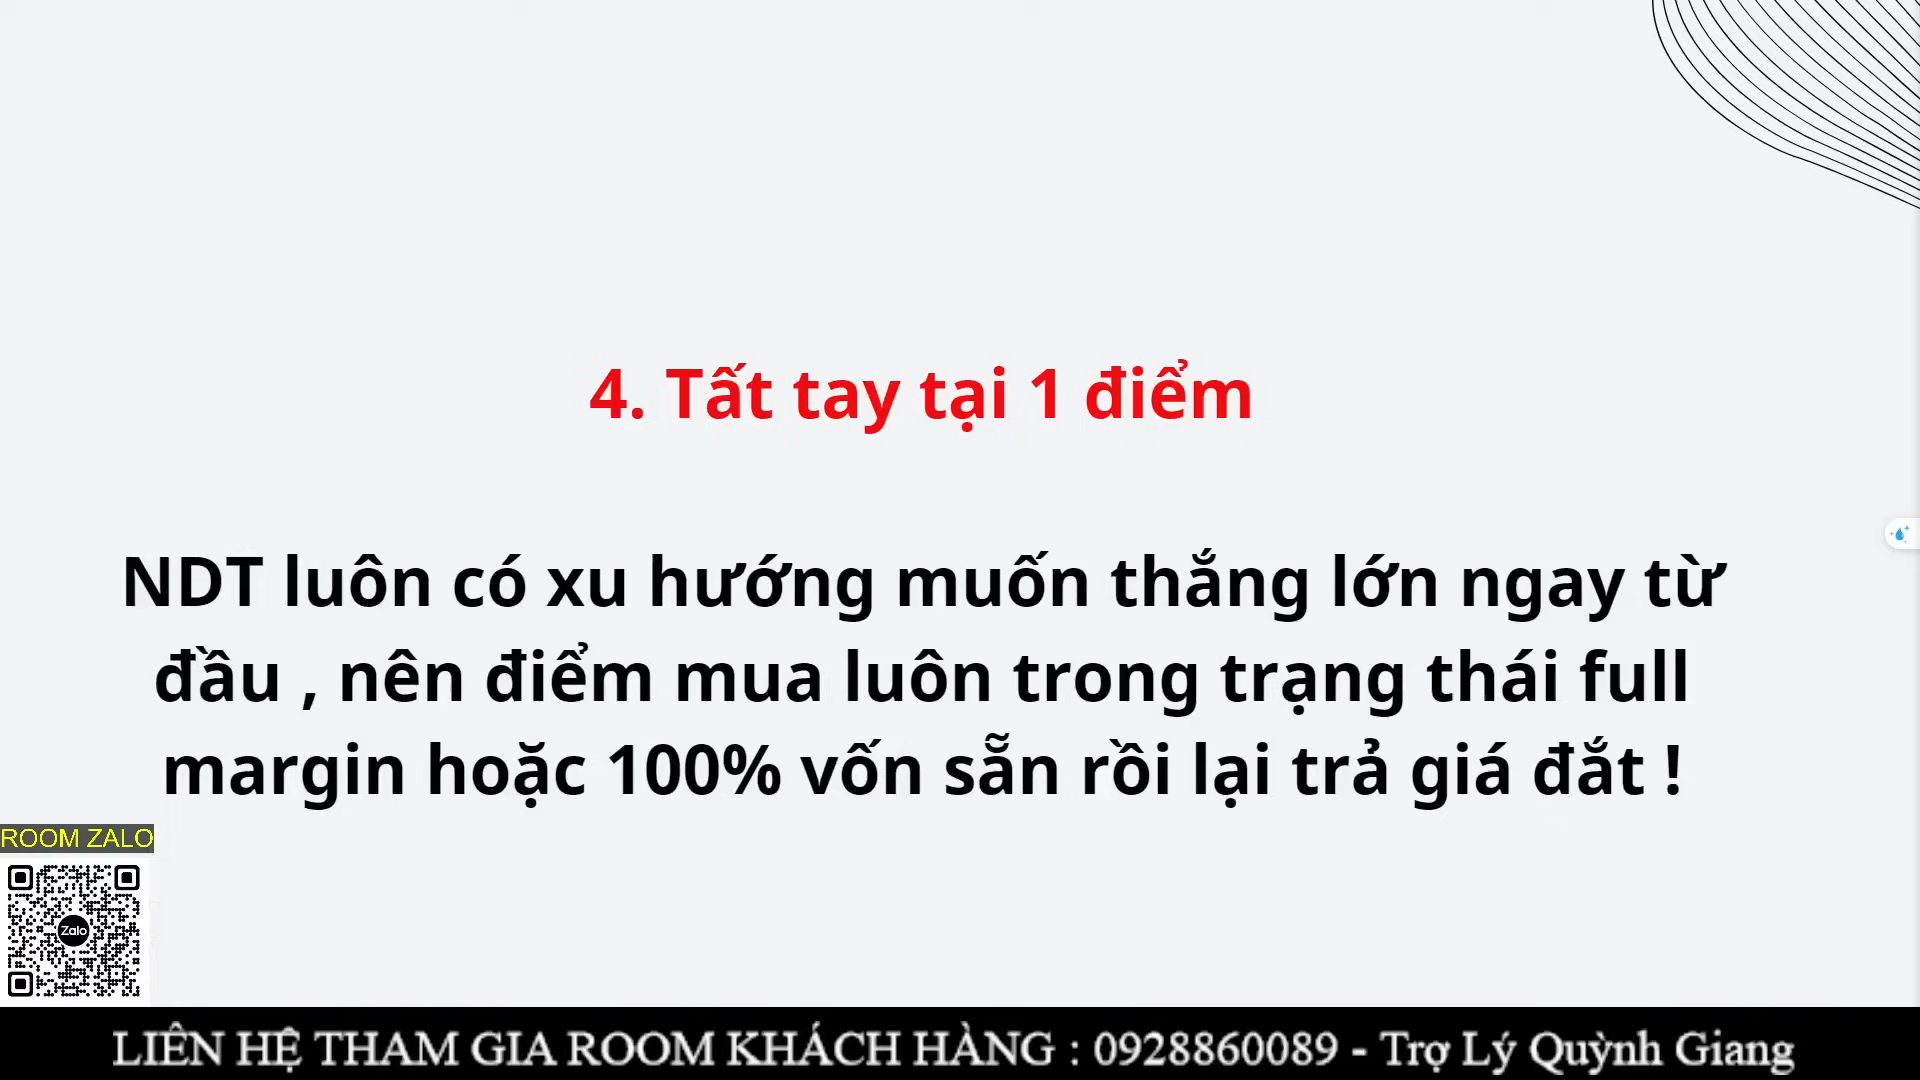 4. Tất tay tại 1 điểm
NDT luôn có xu hướng muốn thắng lớn ngay từ
đầu , nên điểm mua luôn trong trạng thái full
margin hoặc 100% vốn sẵn rồi lại trả giá đắt !
ROOM ZALO
Zalo
LIÊN HỆ THAM GIA ROOM KHÁCH HÀNG : 0928860089 - Trợ Lý Quỳnh Giang